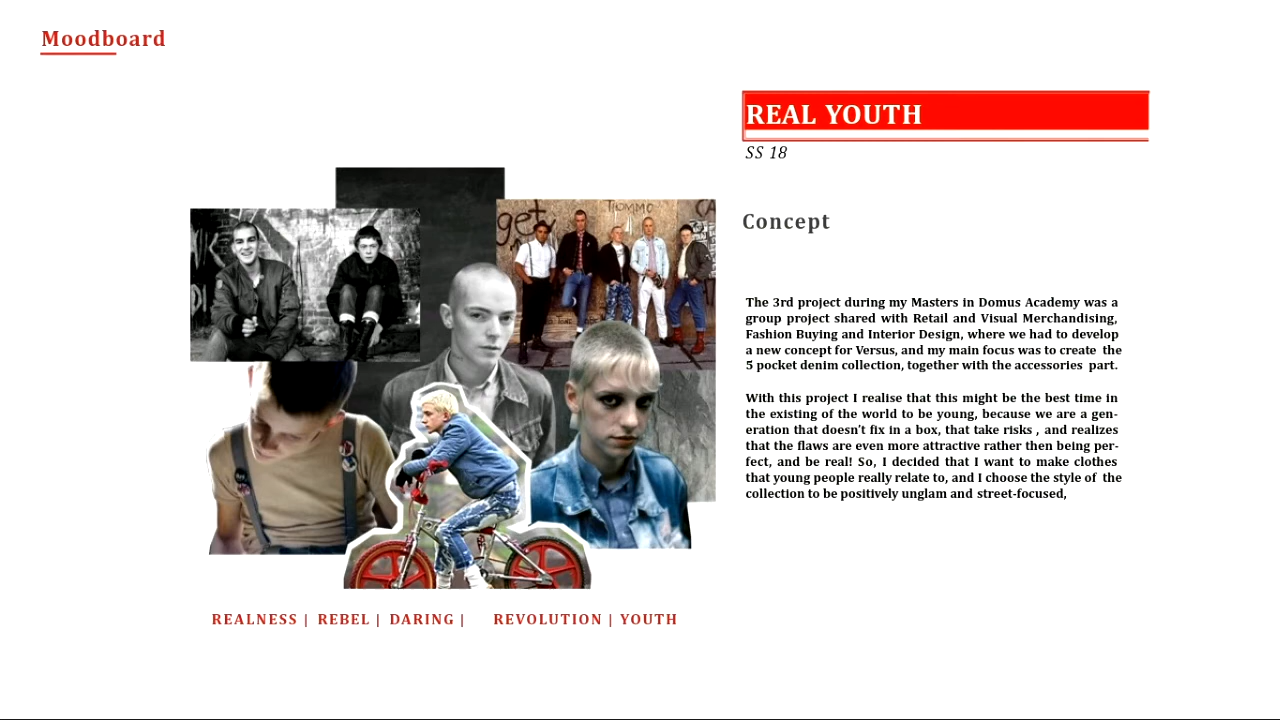 Moodboard
REAL YOUTH
SS 18
Concept
The 3rd project during my Masters in Domus Academy was a
group project shared with Retail and Visual Merchandising,
Fashion Buying and Interior Design, where we had to develop
a new concept for Versus, and my main focus was to create the
5 pocket denim collection, together with the accessories part.
With this project I realise that this might be the best time in
the existing of the world to be young, because we are a gen-
eration that doesn't fix in a box, that take risks , and realizes
that the flaws are even more attractive rather then being per-
fect, and be real! So, I decided that I want to make clothes
that young people really relate to, and I choose the style of the
collection to be positively unglam and street-focused,
get
REALNESS | REBEL | DARING | REVOLUTION | YOUTH